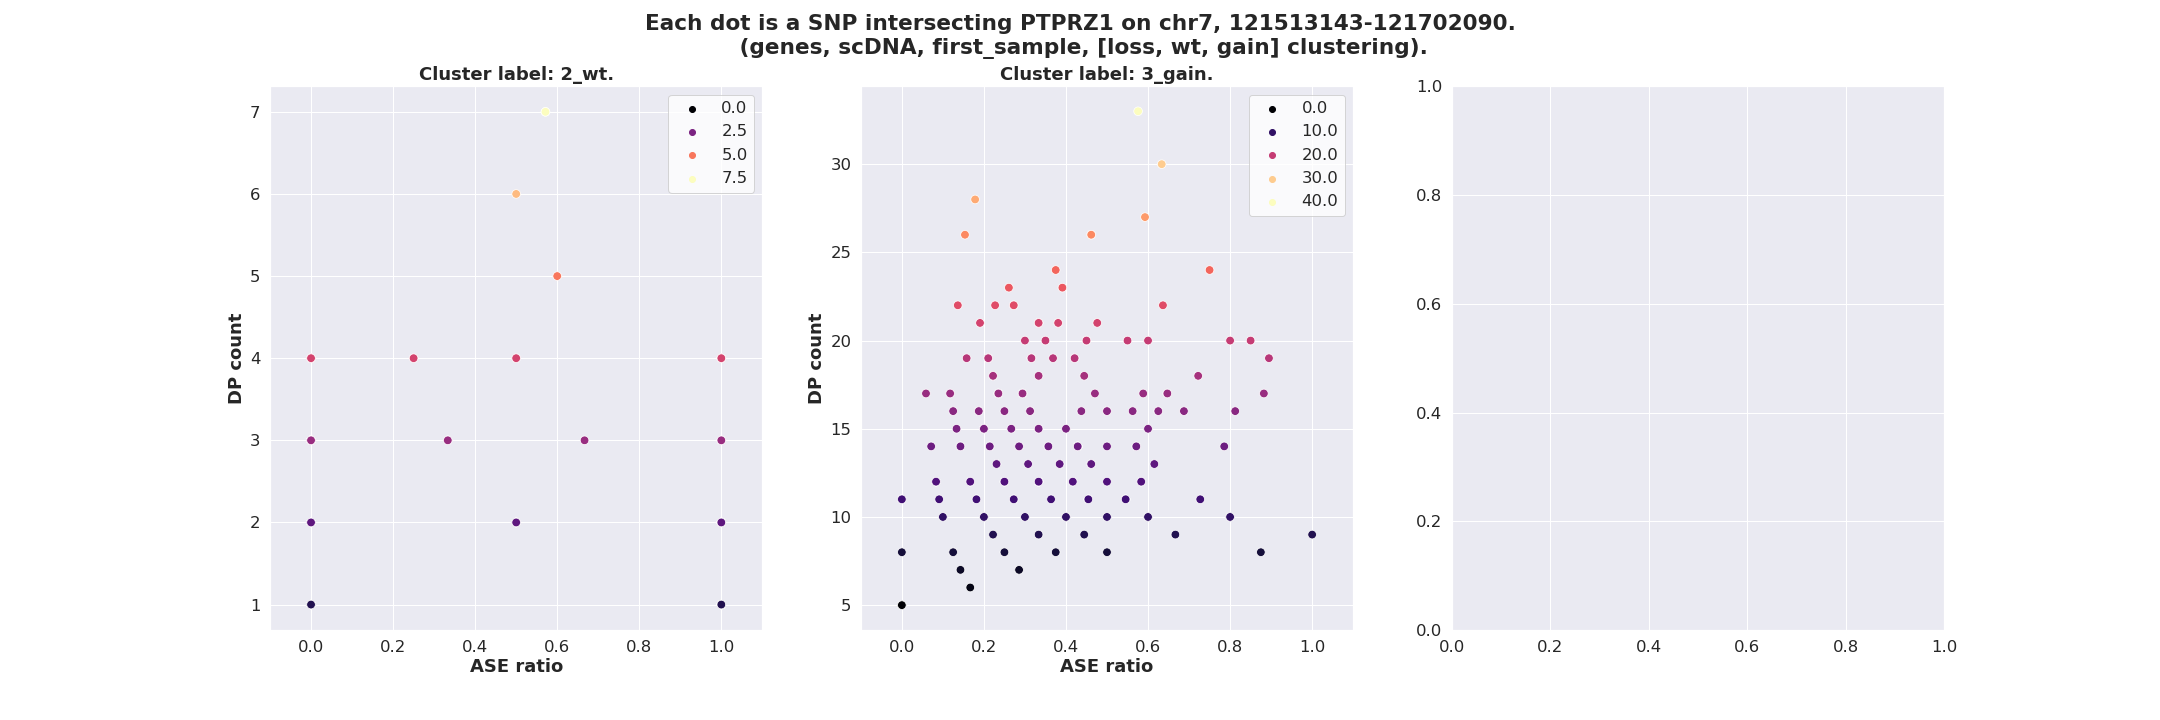 Each dot is a SNP intersecting PTPRZ1 on chr7, 121513143-121702090.
(genes, scDNA, first_sample, [loss, wt, gain] clustering).
Cluster label: 2_wt.
7
6
5
4
3
2
1
DP count
0.0
2.5
5.0
7.5
0.0 0.2 0.4 0.6 0.8 1.0
ASE ratio
Cluster label: 3_gain.
30
25
20
15
10
5
DP count
0.0
10.0
20.0
30.0
40.0
0.0 0.2 0.4 0.6 0.8 1.0
ASE ratio
1.0
0.8
0.6
0.4
0.2
0.0
0.0 0.2 0.4 0.6 0.8 1.0